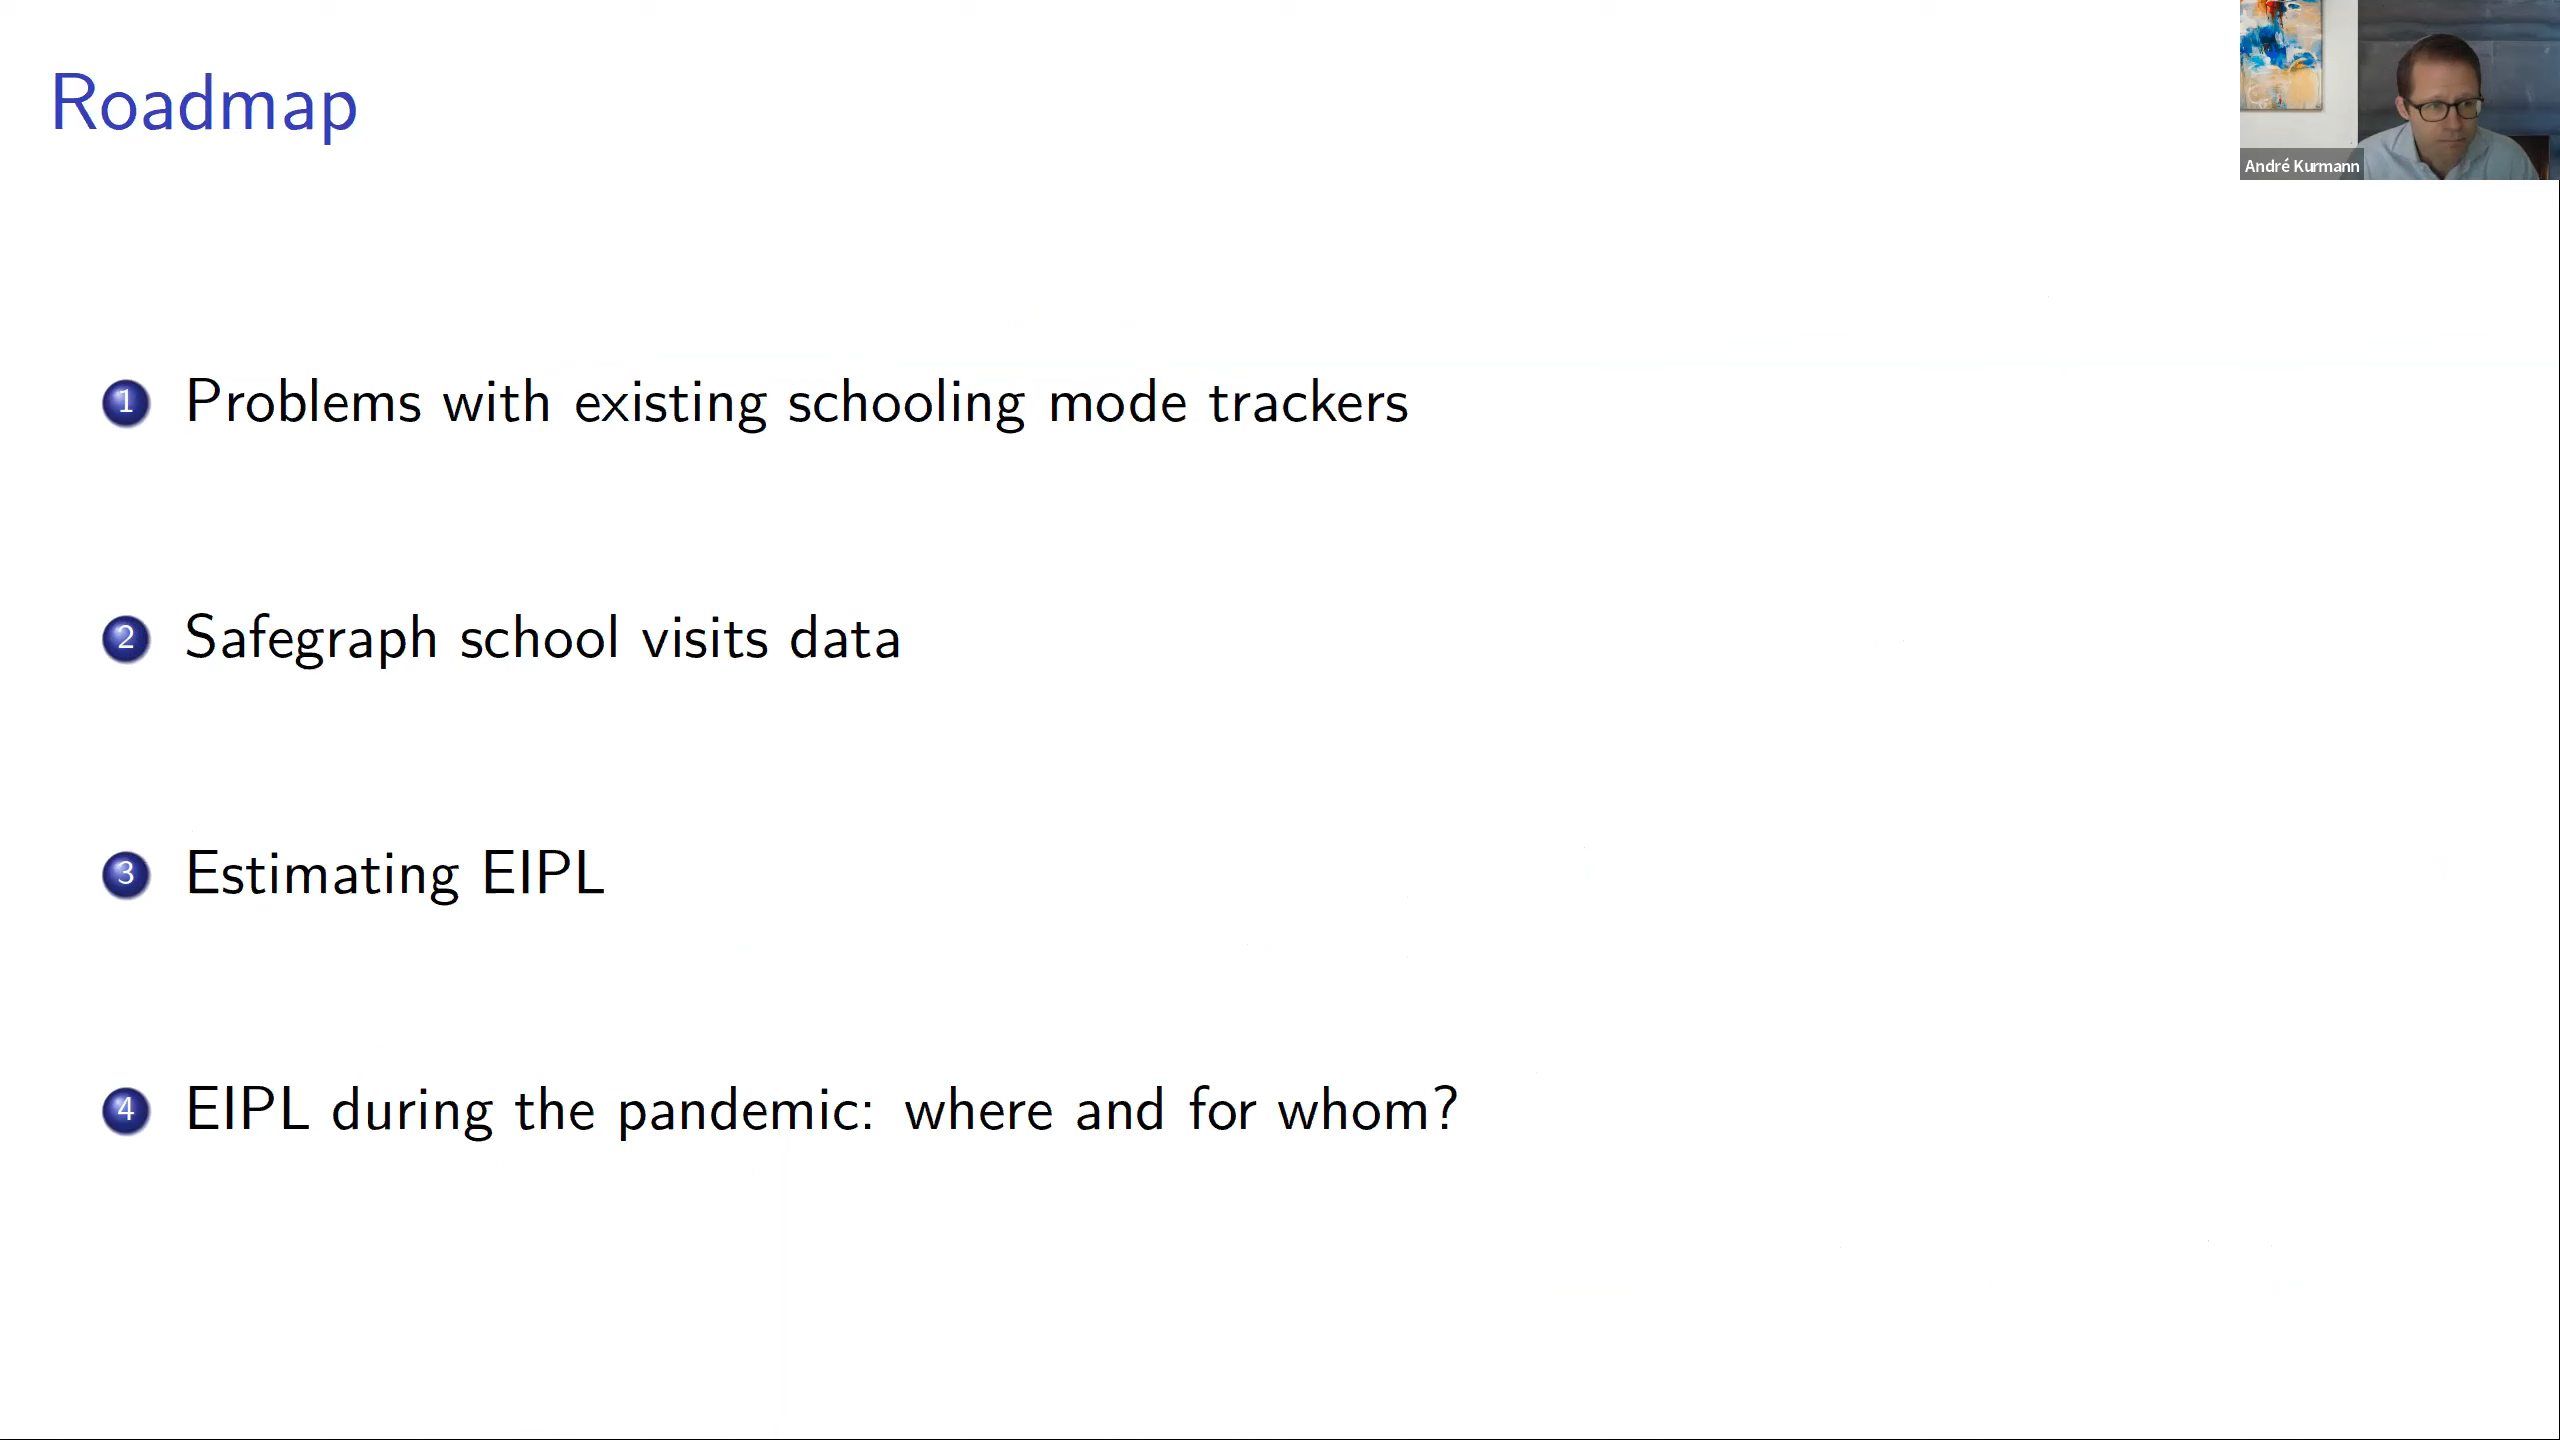 Roadmap
André Kurmann
1 Problems with existing schooling mode trackers
2 Safegraph school visits data
3 Estimating EIPL
4 EIPL during the pandemic: where and for whom?